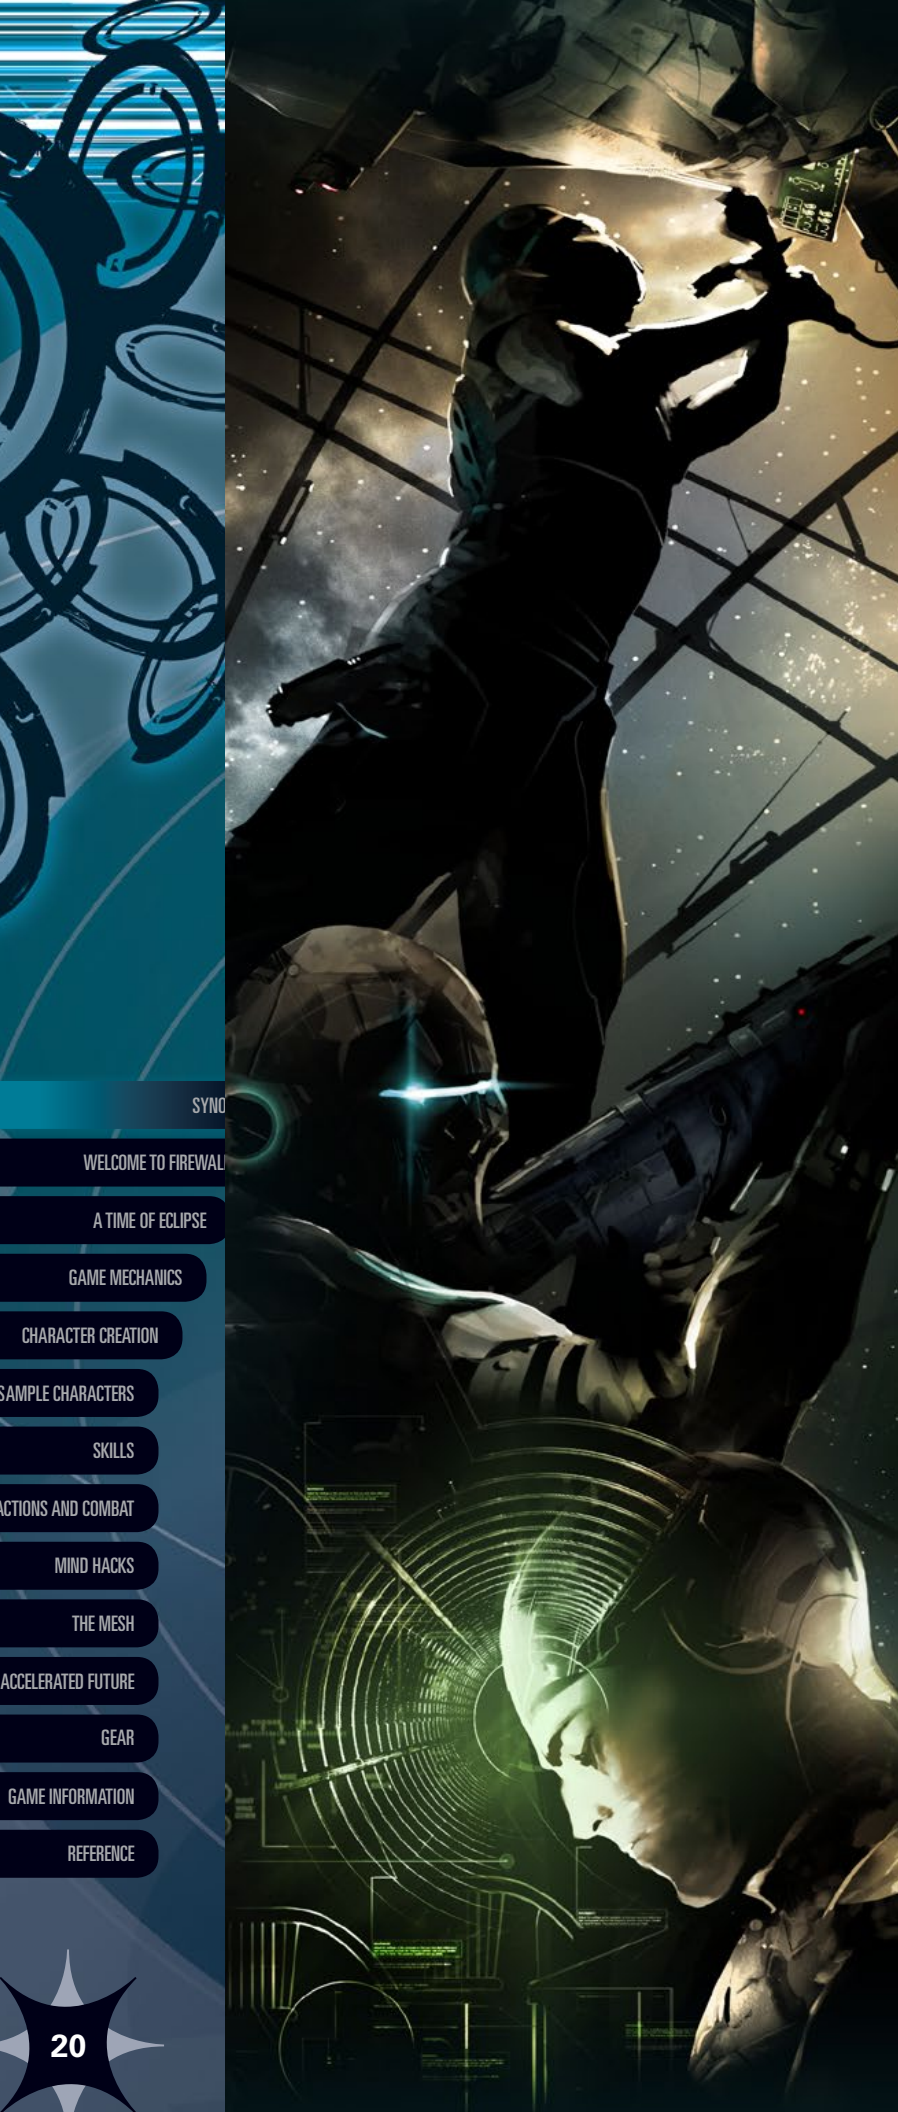 SYNO
WELCOME TO FIREWAL
A TIME OF ECLIPSE
GAME MECHANICS
CHARACTER CREATION
SAMPLE CHARACTERS
SKILLS
ACTIONS AND COMBAT
MIND HACKS
THE MESH
ACCELERATED FUTURE
GEAR
GAME INFORMATION
REFERENCE
20